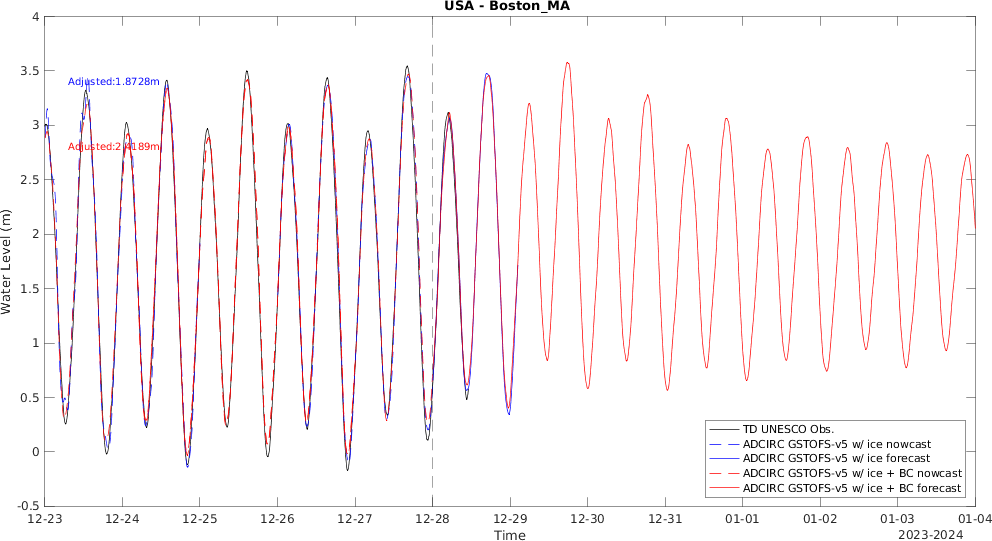 USA - Boston_MA
4
3.5
3
2.5
2
1.5
1
0.5
0
-0.5
Water Level (m)
Adjusted:1.8728m
Adjusted:2.4189m
TD UNESCO Obs.
ADCIRC GSTOFS-v5 w/ ice nowcast
ADCIRC GSTOFS-v5 w/ ice forecast
ADCIRC GSTOFS-v5 w/ ice + BC nowcast
ADCIRC GSTOFS-v5 w/ ice + BC forecast
12-23 12-24 12-25 12-26 12-27 12-28 12-29 12-30 12-31 01-01 01-02 01-03 01-04
Time
2023-2024